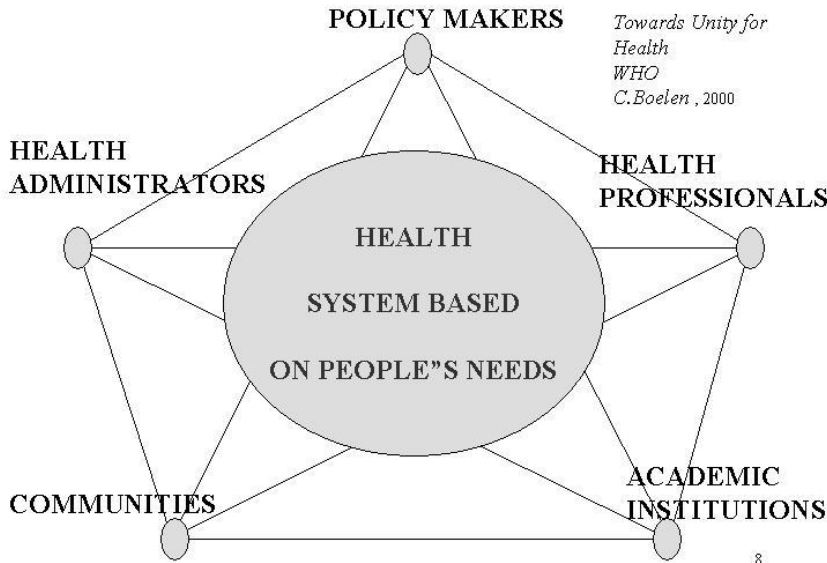 POLICY MAKERS
Towards Unity for
Health
WHO
C.Boelen , 2000
HEALTH
ADMINISTRATORS
HEALTH
PROFESSIONALS
HEALTH
SYSTEM BASED
ON PEOPLE”S NEEDS
COMMUNITIES
ACADEMIC
INSTITUTIONS
8